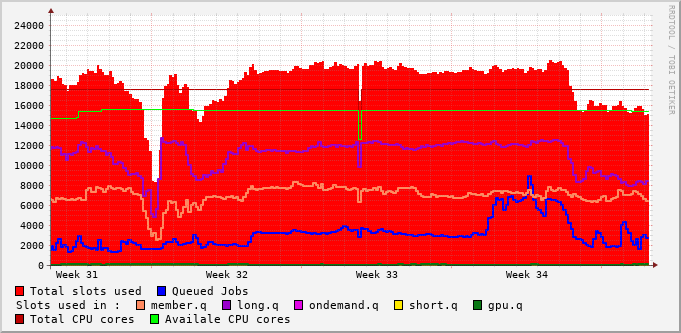 24000
22000
20000
18000
16000
14000
12000
10000
8000
6000
4000
2000
0
Week 31 Week 32 Week 33 Week 34
Total slots used Queued Jobs
Slots used in : member.q long.q ondemand.q short.q gpu.q
Total CPU cores Availale CPU cores
RRDTOOL / TOBI OETIKER